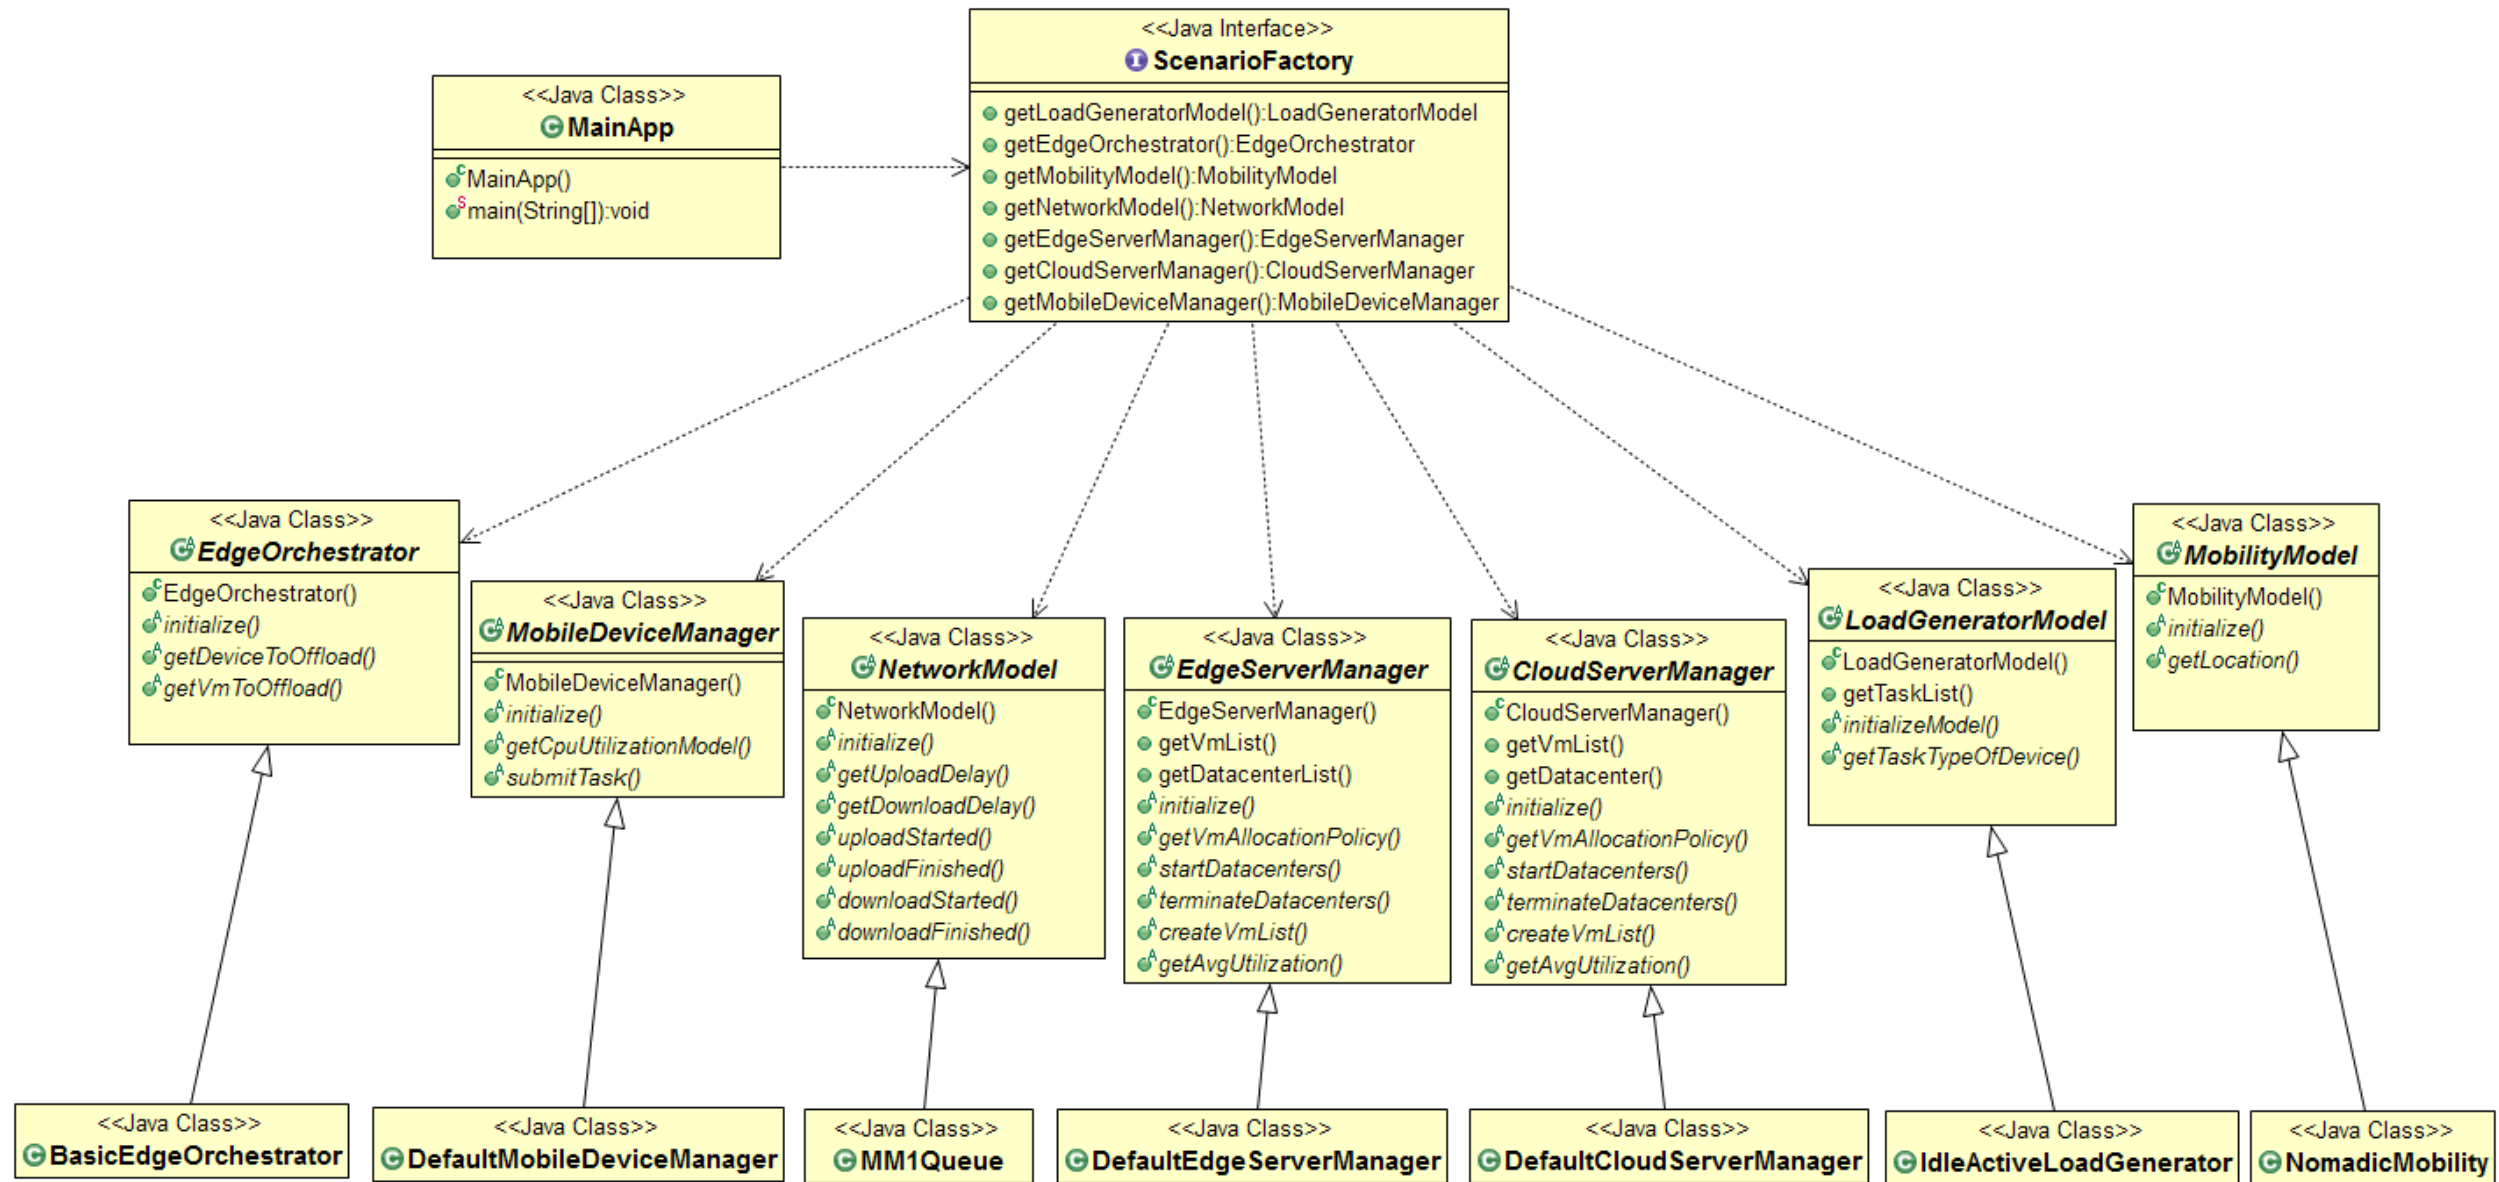 <<Java Interface>>
ScenarioFactory
getLoadGeneratorModel():LoadGeneratorModel
getEdgeOrchestrator():EdgeOrchestrator
getMobilityModel():MobilityModel
getNetworkModel():NetworkModel
getEdgeServerManager():EdgeServerManager
getCloudServerManager():CloudServerManager
getMobileDeviceManager():MobileDeviceManager
<<Java Class>>
MainApp
MainApp()
main(String[]):void
<<Java Class>>
EdgeOrchestrator
EdgeOrchestrator()
initialize()
getDeviceToOffload()
getVmToOffload()
<<Java Class>>
MobileDeviceManager
MobileDeviceManager()
initialize()
getCpuUtilizationModel()
submitTask()
<<Java Class>>
NetworkModel
NetworkModel()
initialize()
getUploadDelay()
getDownloadDelay()
uploadStarted()
uploadFinished()
downloadStarted()
downloadFinished()
<<Java Class>>
EdgeServerManager
EdgeServerManager()
getVmList()
getDatacenterList()
initialize()
getVmAllocationPolicy()
startDatacenters()
terminateDatacenters()
createVmList()
getAvgUtilization()
<<Java Class>>
CloudServerManager
CloudServerManager()
getVmList()
getDatacenter()
initialize()
getVmAllocationPolicy()
startDatacenters()
terminateDatacenters()
createVmList()
getAvgUtilization()
<<Java Class>>
LoadGeneratorModel
LoadGeneratorModel()
getTaskList()
initializeModel()
getTaskTypeOfDevice()
<<Java Class>>
MobilityModel
MobilityModel()
initialize()
getLocation()
<<Java Class>>
BasicEdgeOrchestrator
<<Java Class>>
DefaultMobileDeviceManager
<<Java Class>>
MM1Queue
<<Java Class>>
DefaultEdgeServerManager
<<Java Class>>
DefaultCloudServerManager
<<Java Class>>
IdleActiveLoadGenerator
<<Java Class>>
NomadicMobility